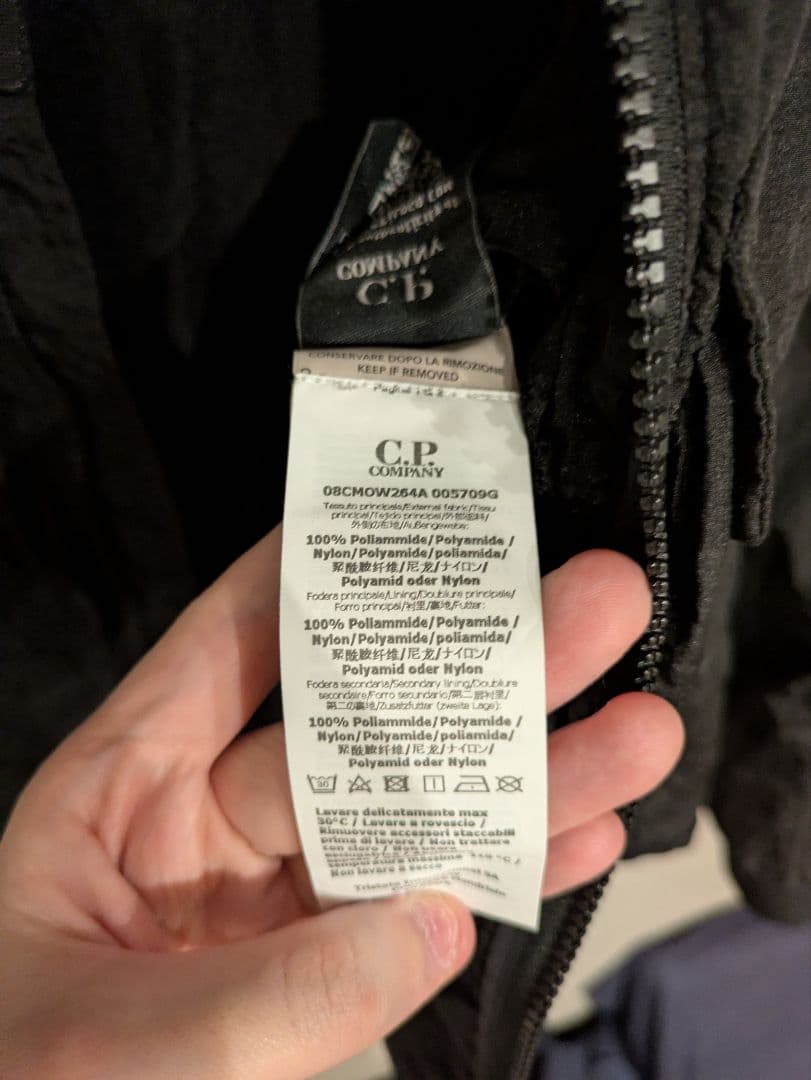 C.P.
COMPANY
CONSERVARE DOPO LA RIMOZIONE
KEEP IF REMOVED
C.P.
COMPANY
08CMOW264A 005709G
Tessuto principale/External fabric/Tissu
principal/Tejido principal/外部面料/
外側の布地/Außengewebe:
100% Poliammide/Polyamide /
Nylon/Polyamide/poliamida/
聚酰胺纤维/尼龙/ナイロン/
Polyamid oder Nylon
Fodera principale/Lining/Doublure principale/
Forro principal/衬里/裏地/Futter:
100% Poliammide/Polyamide /
Nylon/Polyamide/poliamida/
聚酰胺纤维/尼龙/ナイロン/
Polyamid oder Nylon
Fodera secondaria/Secondary lining/Doublure
secondaire/Forro secundario/第二层衬里/
第二の裏地/Zusatzfutter (zweite Lage):
100% Poliammide/Polyamide /
Nylon/Polyamide/poliamida/
聚酰胺纤维/尼龙/ナイロン/
Polyamid oder Nylon
30
Lavare delicatamente max
30°C / Lavare a rovescio /
Rimuovere accessori staccabili
prima di lavare / Non trattare
con cloro / Non
massima 110 °C /
Non lavare a secco